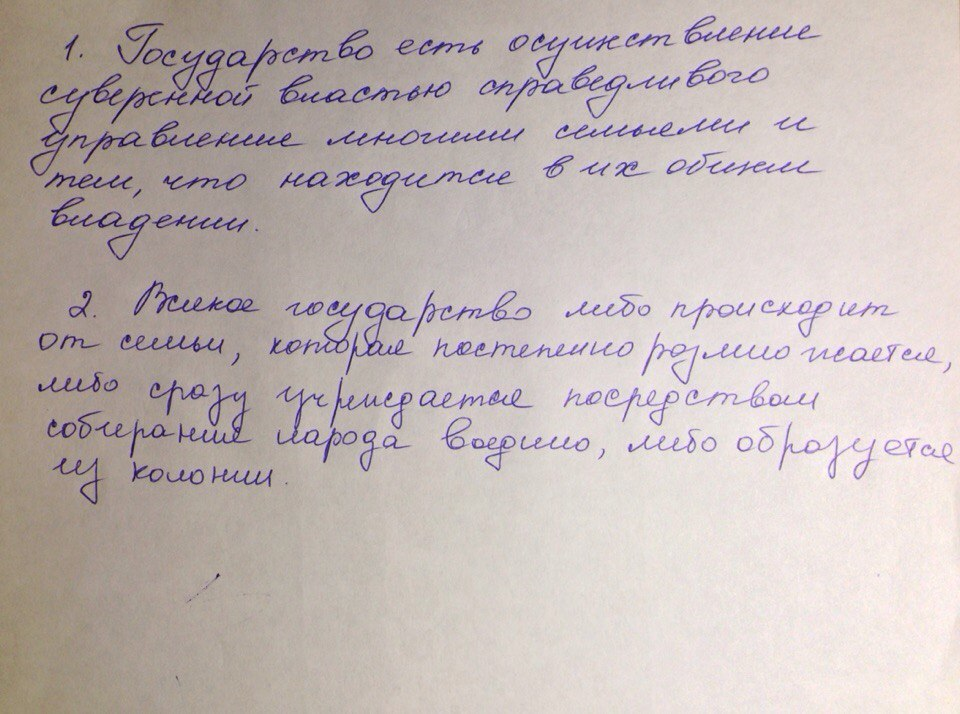 1. Государство есть осуществление
суверенной властью справедливого
управления многими семьями и
тем, что находится в их общем
владении.
2. Всякое государство либо происходит
от семьи, которая постепенно размножается,
либо сразу учреждается посредством
собирания народа воедино, либо образуется
из колонии.